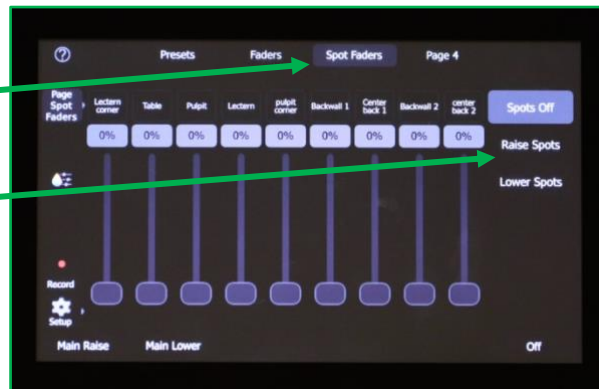 Presets Faders Spot Faders Page 4
Page
Spot
Faders
Lectern
corner
Table
Pulpit
Lectern
pulpit
corner
Backwall 1
Center
back 1
Backwall 2
center
back 2
0% 0% 0% 0% 0% 0% 0% 0% 0%
Spots Off
Raise Spots
Lower Spots
Record
Setup
Main Raise Main Lower Off